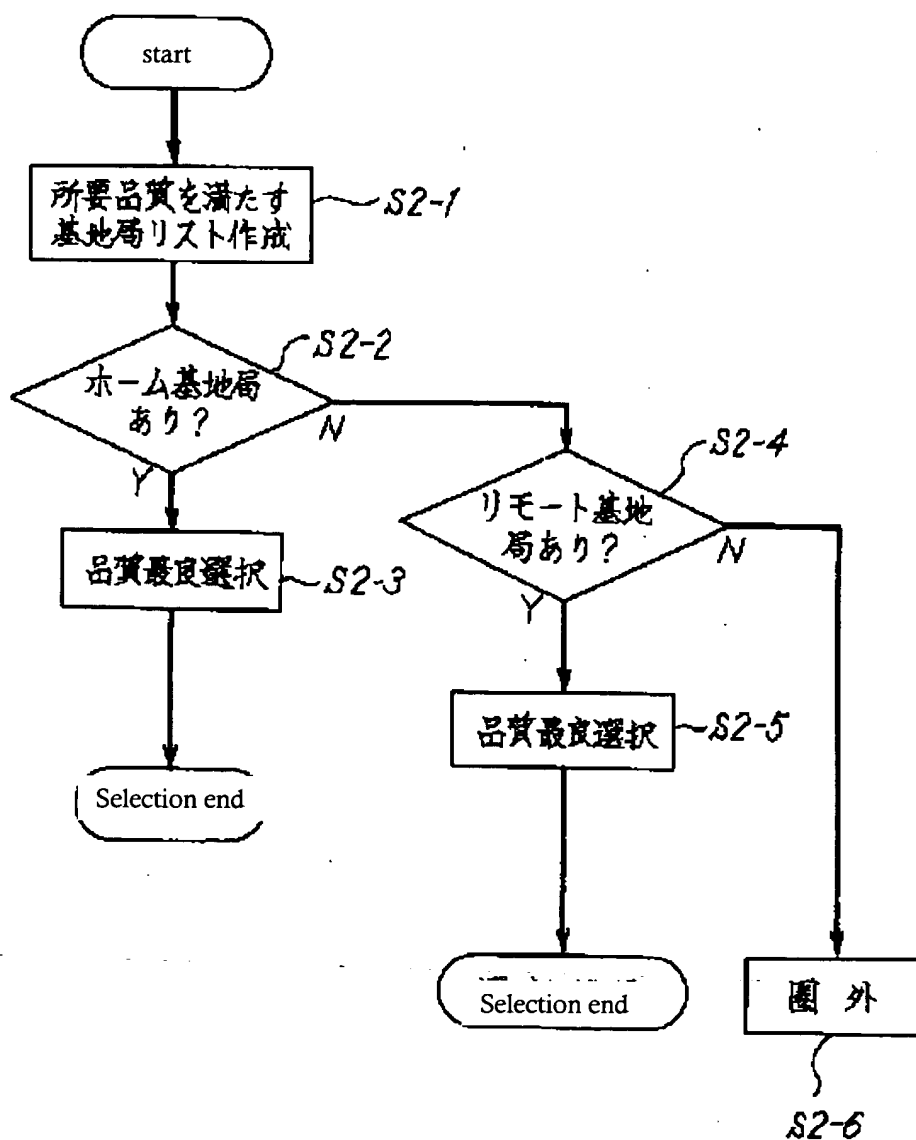 start
所要品質を満たす
基地局リスト作成
S2-1
S2-2
ホーム基地局
あり?
N
Y
S2-4
リモート基地
局あり?
N
Y
品質最良選択
S2-3
品質最良選択
S2-5
Selection end
Selection end
圏外
S2-6